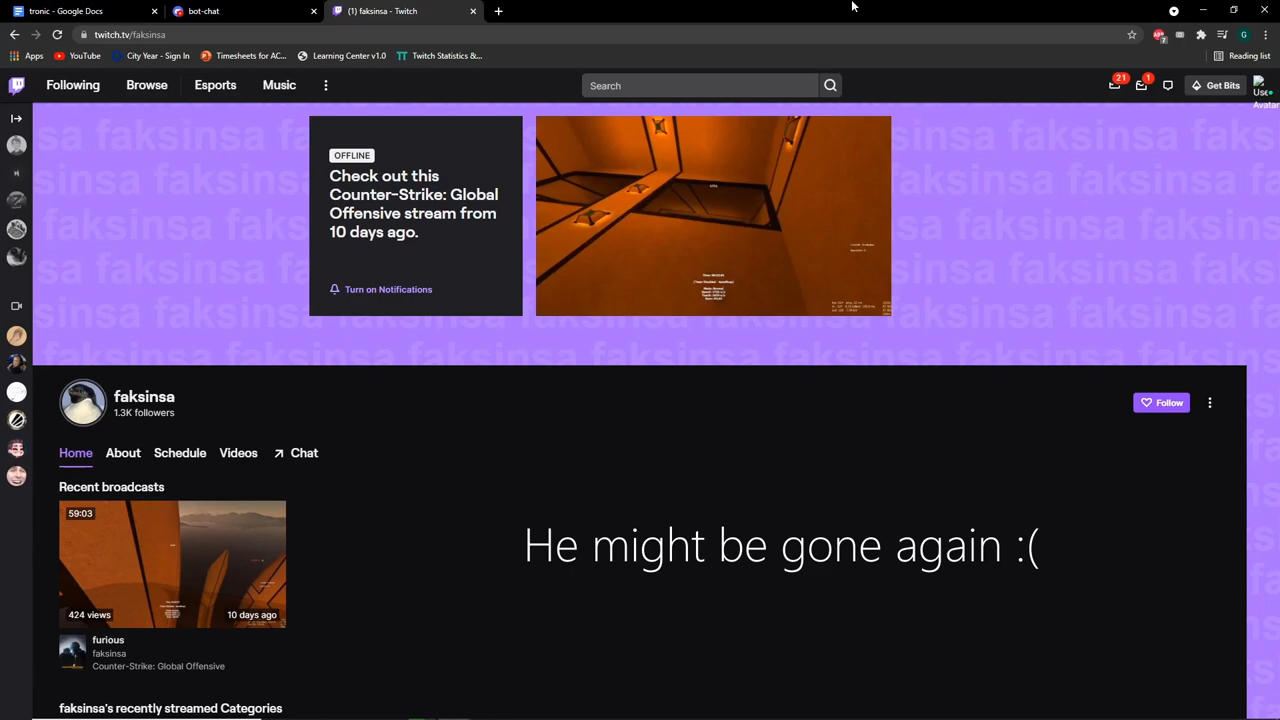 tronic - Google Docs
bot-chat
(1) faksinsa - Twitch
twitch.tv/faksinsa
7
G
Apps
YouTube
City Year - Sign In
Timesheets for AC...
Learning Center v1.0
Twitch Statistics &...
Reading list
Following
Browse
Esports
Music
Search
21
1
Get Bits
Use
Avatar
OFFLINE
Check out this
Counter-Strike: Global
Offensive stream from
10 days ago.
Turn on Notifications
faksinsa
1.3K followers
Follow
Home
About
Schedule
Videos
Chat
Recent broadcasts
59:03
424 views
10 days ago
furious
faksinsa
Counter-Strike: Global Offensive
He might be gone again :(
faksinsa's recently streamed Categories